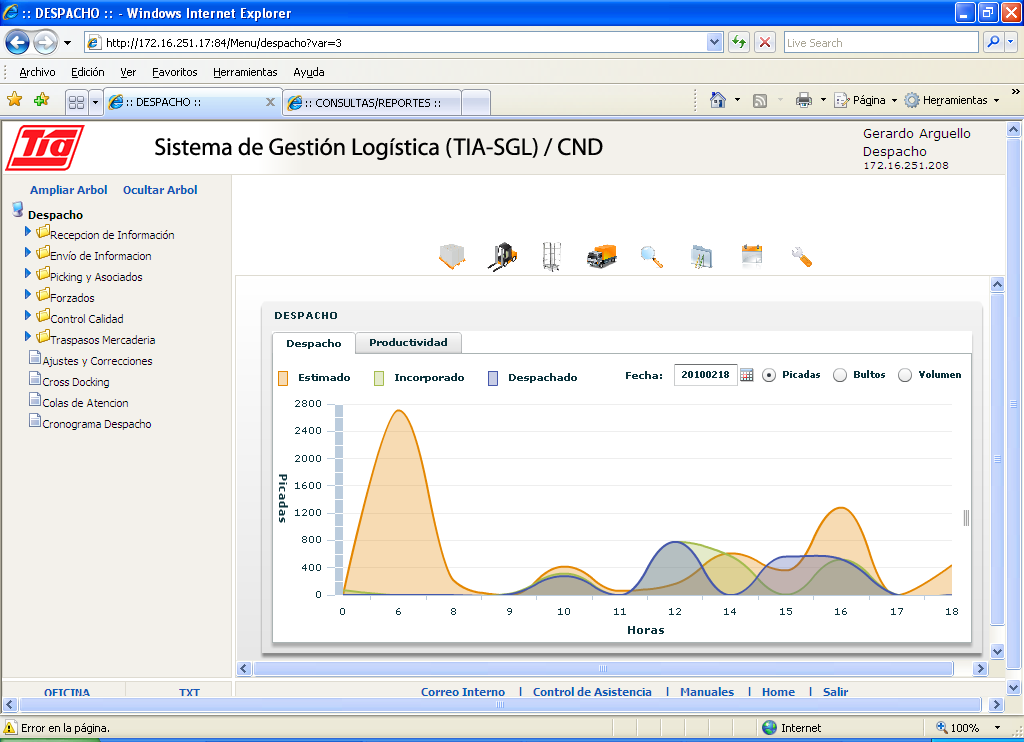 :: DESPACHO :: - Windows Internet Explorer
http://172.16.251.17:84/Menu/despacho?var=3
Live Search
Archivo Edición Ver Favoritos Herramientas Ayuda
:: DESPACHO :: :: CONSULTAS/REPORTES :: Página Herramientas
Tia Sistema de Gestión Logística (TIA-SGL) / CND
Gerardo Arguello
Despacho
172.16.251.208
Ampliar Arbol Ocultar Arbol
Despacho
Recepcion de Información
Envío de Informacion
Picking y Asociados
Forzados
Control Calidad
Traspasos Mercaderia
Ajustes y Correcciones
Cross Docking
Colas de Atencion
Cronograma Despacho
DESPACHO
Despacho Productividad
Estimado Incorporado Despachado Fecha: 20100218 Picadas Bultos Volumen
2800
2400
2000
1600
1200
800
400
0
Picadas
0 6 8 9 10 11 12 14 15 16 17 18
Horas
OFICINA TXT
Correo Interno | Control de Asistencia | Manuales | Home | Salir
Error en la página. Internet 100%